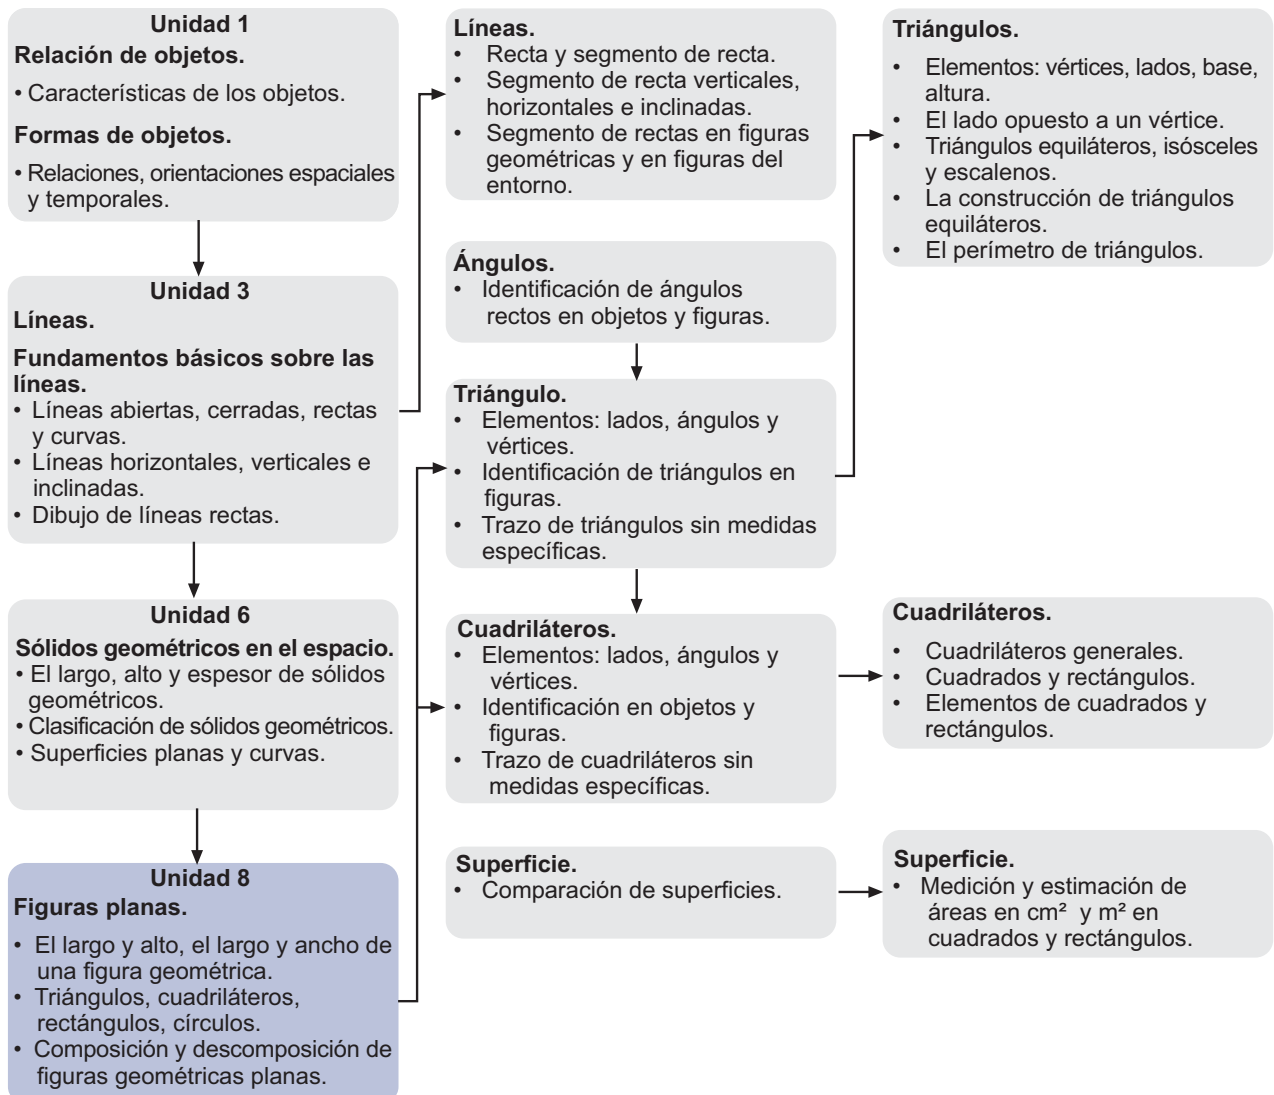 Unidad 1
Relación de objetos.
• Características de los objetos.
Formas de objetos.
• Relaciones, orientaciones espaciales
y temporales.
Unidad 3
Líneas.
Fundamentos básicos sobre las
líneas.
• Líneas abiertas, cerradas, rectas
y curvas.
• Líneas horizontales, verticales e
inclinadas.
• Dibujo de líneas rectas.
Unidad 6
Sólidos geométricos en el espacio.
• El largo, alto y espesor de sólidos
geométricos.
• Clasificación de sólidos geométricos.
• Superficies planas y curvas.
Unidad 8
Figuras planas.
• El largo y alto, el largo y ancho de
una figura geométrica.
• Triángulos, cuadriláteros,
rectángulos, círculos.
• Composición y descomposición de
figuras geométricas planas.
Líneas.
• Recta y segmento de recta.
• Segmento de recta verticales,
horizontales e inclinadas.
• Segmento de rectas en figuras
geométricas y en figuras del
entorno.
Ángulos.
• Identificación de ángulos
rectos en objetos y figuras.
Triángulo.
• Elementos: lados, ángulos y
vértices.
• Identificación de triángulos en
figuras.
• Trazo de triángulos sin medidas
específicas.
Cuadriláteros.
• Elementos: lados, ángulos y
vértices.
• Identificación en objetos y
figuras.
• Trazo de cuadriláteros sin
medidas específicas.
Superficie.
• Comparación de superficies.
Triángulos.
• Elementos: vértices, lados, base,
altura.
• El lado opuesto a un vértice.
• Triángulos equiláteros, isósceles
y escalenos.
• La construcción de triángulos
equiláteros.
• El perímetro de triángulos.
Cuadriláteros.
• Cuadriláteros generales.
• Cuadrados y rectángulos.
• Elementos de cuadrados y
rectángulos.
Superficie.
• Medición y estimación de
áreas en cm² y m² en
cuadrados y rectángulos.